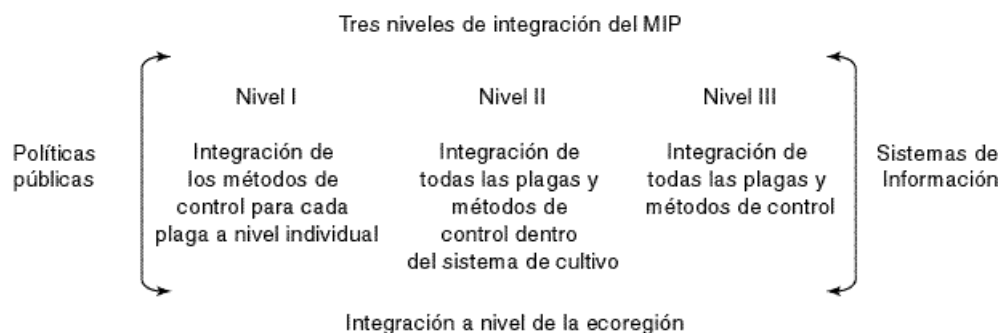 Tres niveles de integración del MIP
Políticas
públicas
Nivel I
Integración de
los métodos de
control para cada
plaga a nivel individual
Nivel II
Integración de
todas las plagas y
métodos de
control dentro
del sistema de cultivo
Nivel III
Integración de
todas las plagas y
métodos de control
Sistemas de
Información
Integración a nivel de la ecoregión